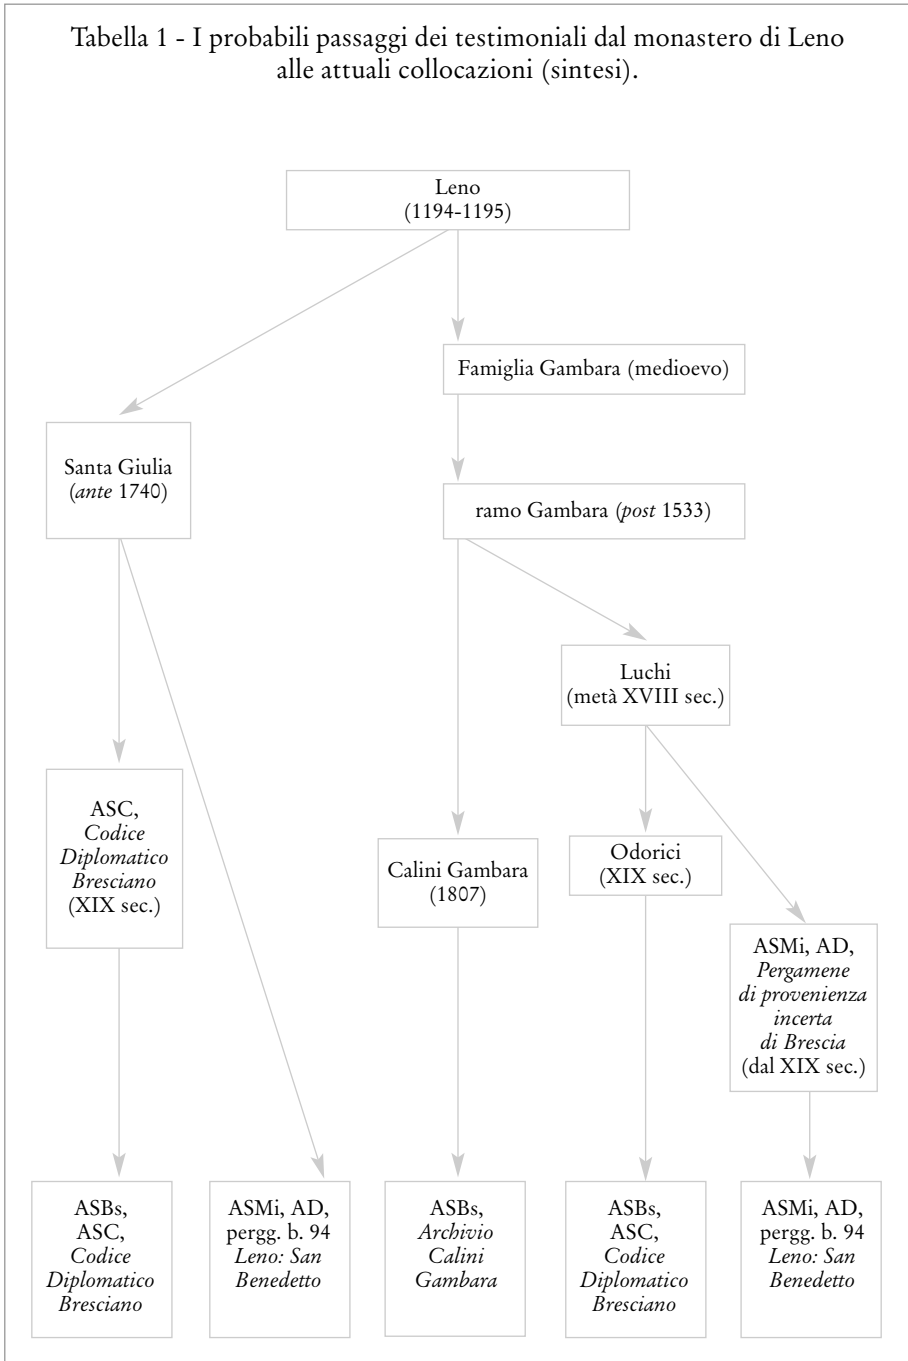 Tabella 1 - I probabili passaggi dei testimoniali dal monastero di Leno
alle attuali collocazioni (sintesi).
Leno
(1194-1195)
Famiglia Gambara (medioevo)
Santa Giulia
(ante 1740)
ramo Gambara (post 1533)
Luchi
(metà XVIII sec.)
ASC,
Codice
Diplomatico
Bresciano
(XIX sec.)
Calini Gambara
(1807)
Odorici
(XIX sec.)
ASMi, AD,
Pergamene
di provenienza
incerta
di Brescia
(dal XIX sec.)
ASBs,
ASC,
Codice
Diplomatico
Bresciano
ASMi, AD,
pergg. b. 94
Leno: San
Benedetto
ASBs,
Archivio
Calini
Gambara
ASBs,
ASC,
Codice
Diplomatico
Bresciano
ASMi, AD,
pergg. b. 94
Leno: San
Benedetto